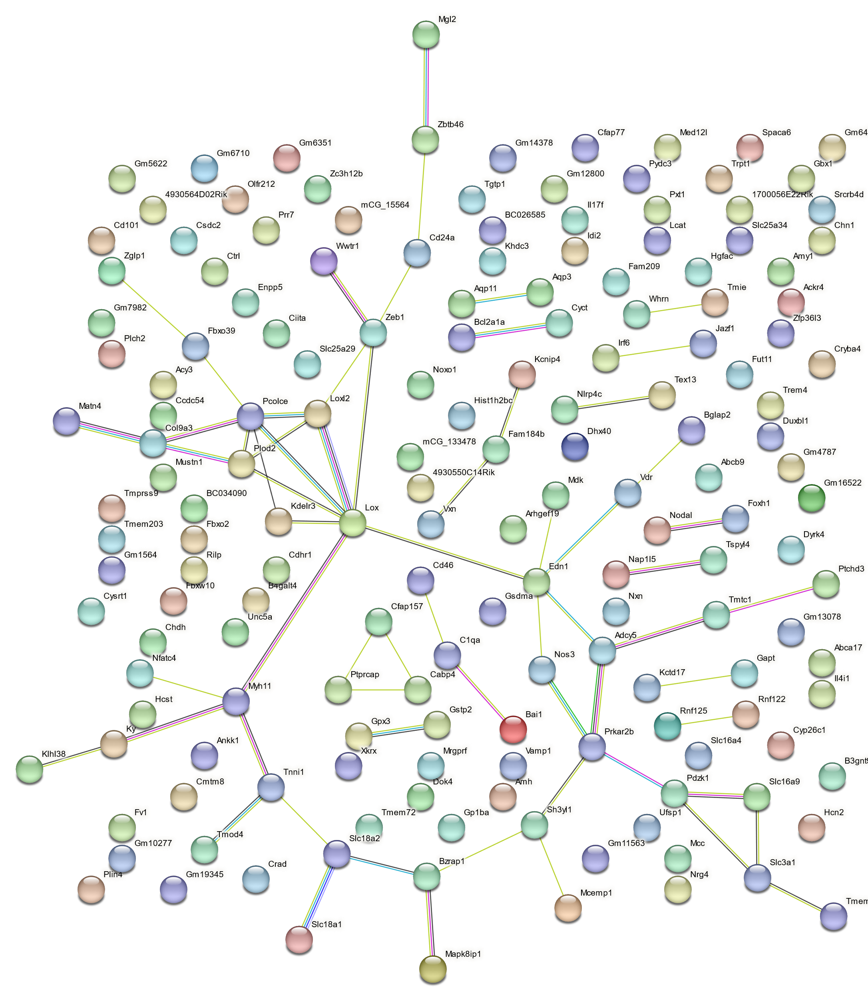 Mgl2
Zbtb46
Cfap77
Med12l
Spaca6
Gm64
Gm14378
Gm6351
Gm6710
Gm5622
Pydc3
Trpt1
Gbx1
Zc3h12b
Gm12800
Olfr212
Tgtp1
4930564D02Rik
Pxt1
1700056E22Rik
Srcrb4d
mCG_15564
Il17f
BC026585
Prr7
Cd101
Csdc2
Lcat
Slc25a34
Chn1
Cd24a
Idi2
Wwtr1
Khdc3
Zglp1
Ctrl
Hgfac
Amy1
Fam209
Aqp3
Enpp5
Aqp11
Tmie
Ackr4
Whrn
Gm7982
Cyct
Zeb1
Ciita
Bcl2a1a
Zfp36l3
Fbxo39
Jazf1
Plch2
Irf6
Slc25a29
Cryba4
Kcnip4
Fut11
Acy3
Noxo1
Tex13
Trem4
Nlrp4c
Pcolce
Loxl2
Hist1h2bc
Ccdc54
Matn4
Bglap2
Duxbl1
Col9a3
Dhx40
Fam184b
mCG_133478
Plod2
Gm4787
Mustn1
Abcb9
4930550C14Rik
Vdr
Mdk
Gm16522
Tmprss9
BC034090
Kdelr3
Lox
Vxn
Arhgef19
Nodal
Foxh1
Tmem203
Fbxo2
Dyrk4
Tspyl4
Gm1564
Rilp
Cdhr1
Cd46
Edn1
Nap1l5
Ptchd3
Fbxw10
B4galt4
Cysrt1
Gsdma
Nxn
Tmtc1
Cfap157
Unc5a
Gm13078
Chdh
Adcy5
C1qa
Nos3
Abca17
Nfatc4
Gapt
Ptprcap
Cabp4
Kctd17
Il4i1
Myh11
Hcst
Rnf122
Rnf125
Bai1
Gstp2
Gpx3
Ky
Prkar2b
Cyp26c1
Ankk1
Slc16a4
Klhl38
Xkrx
Mrgprf
Vamp1
B3gnt9
Tnni1
Pdzk1
Slc16a9
Cmtm8
Dok4
Amh
Sh3yl1
Fv1
Tmem72
Gp1ba
Ufsp1
Hcn2
Tmod4
Slc18a2
Gm10277
Gm11563
Mcc
Bzrap1
Slc3a1
Crad
Plin4
Gm19345
Nrg4
Mcemp1
Tmem
Slc18a1
Mapk8ip1